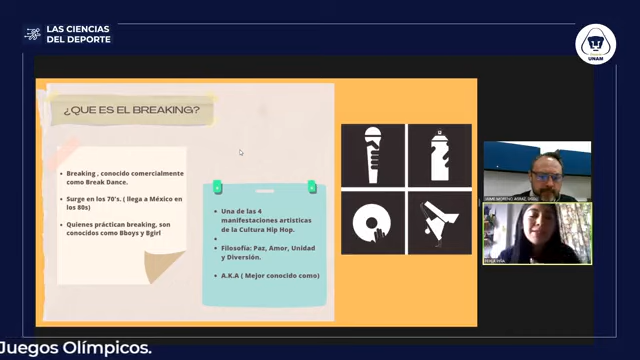 LAS CIENCIAS
DEL DEPORTE
UNAM
¿QUE ES EL BREAKING?
• Breaking , conocido comercialmente
como Break Dance.
• Surge en los 70's. ( llega a México en
los 80s)
• Quienes práctican breaking, son
conocidos como Bboys y Bgirl
• Una de las 4
manifestaciones artísticas
de la Cultura Hip Hop.
•
• Filosofía: Paz, Amor, Unidad
y Diversión.
• A.K.A ( Mejor conocido como)
Juegos Olímpicos.